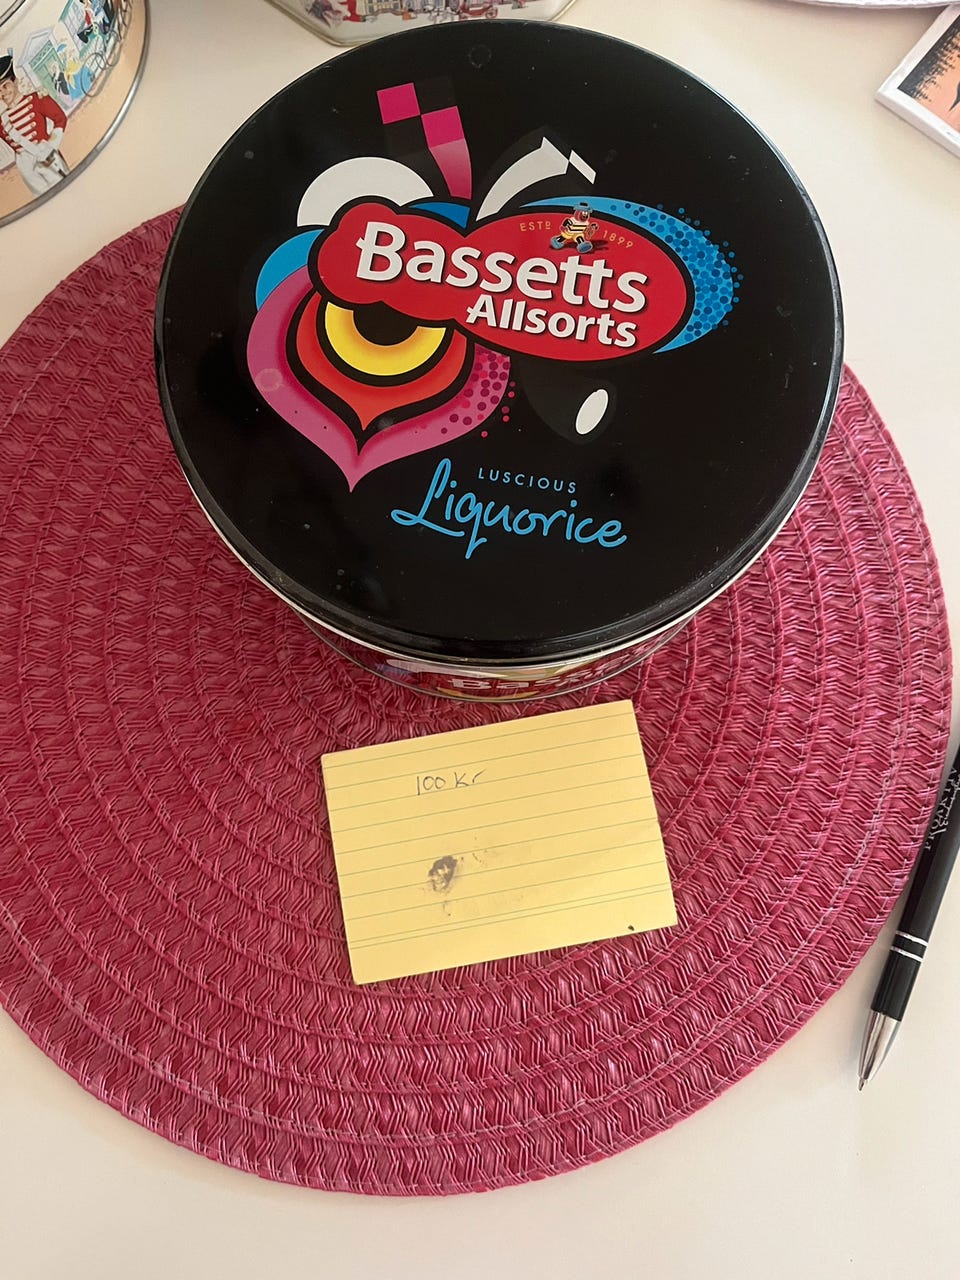 ESTD 1899
Bassetts
Allsorts
LUSCIOUS
Liquorice
100 Kr